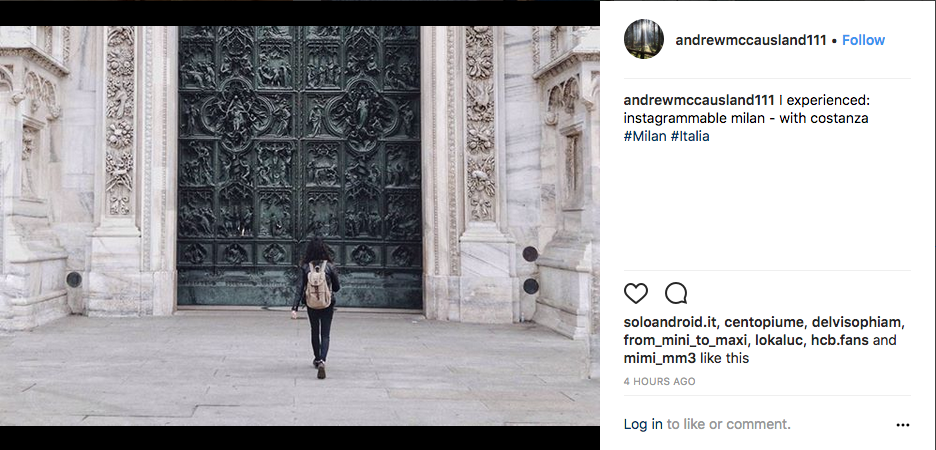 andrewmccausland111 • Follow
andrewmccausland111 I experienced:
instagrammable milan - with costanza
#Milan #Italia
soloandroid.it, centopiume, delvisophiam,
from_mini_to_maxi, lokaluc, hcb.fans and
mimi_mm3 like this
4 HOURS AGO
Log in to like or comment.